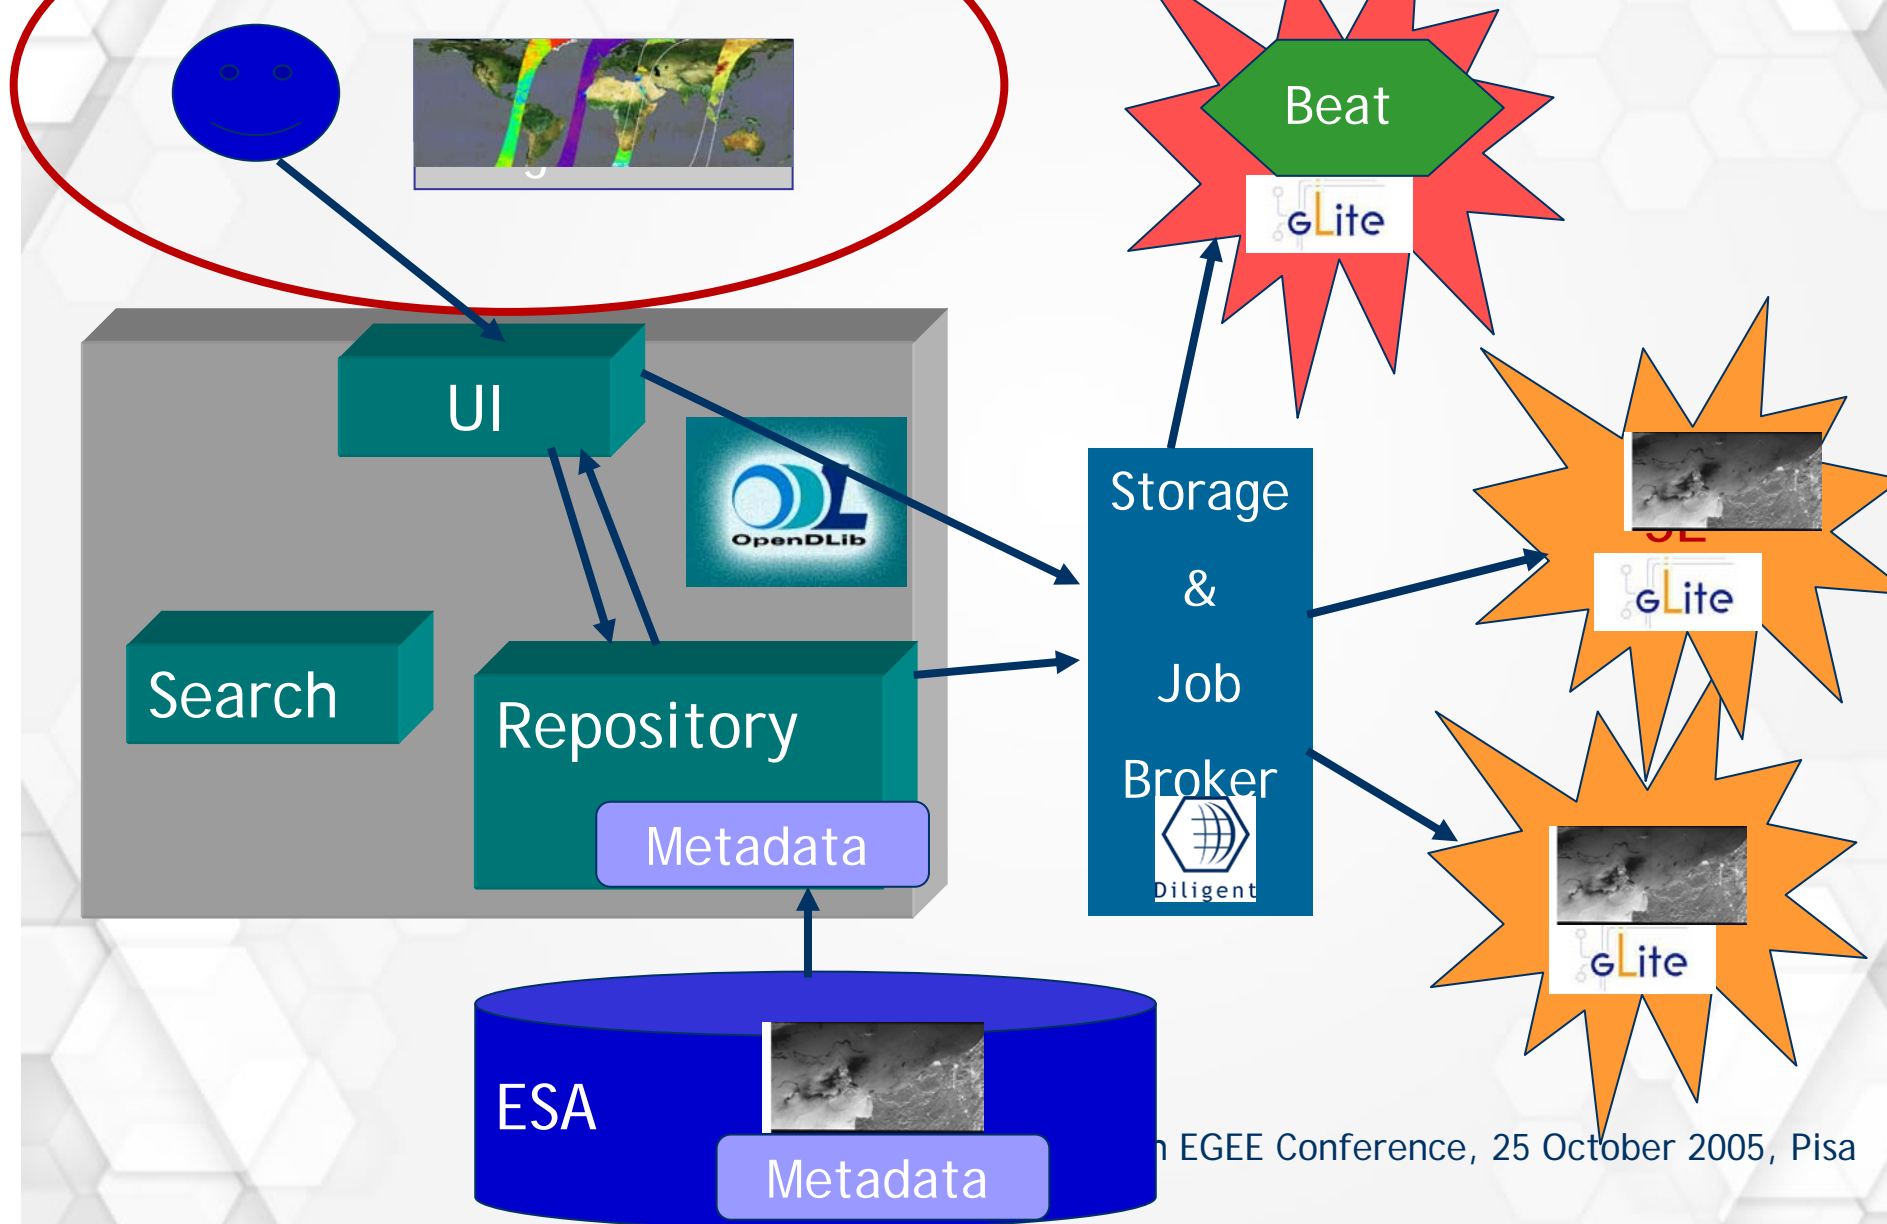 Beat
gLite
UI
OpenDLib
Storage
&
Job
Broker
Diligent
SE
gLite
Search
Repository
Metadata
gLite
ESA
Metadata
EGEE Conference, 25 October 2005, Pisa